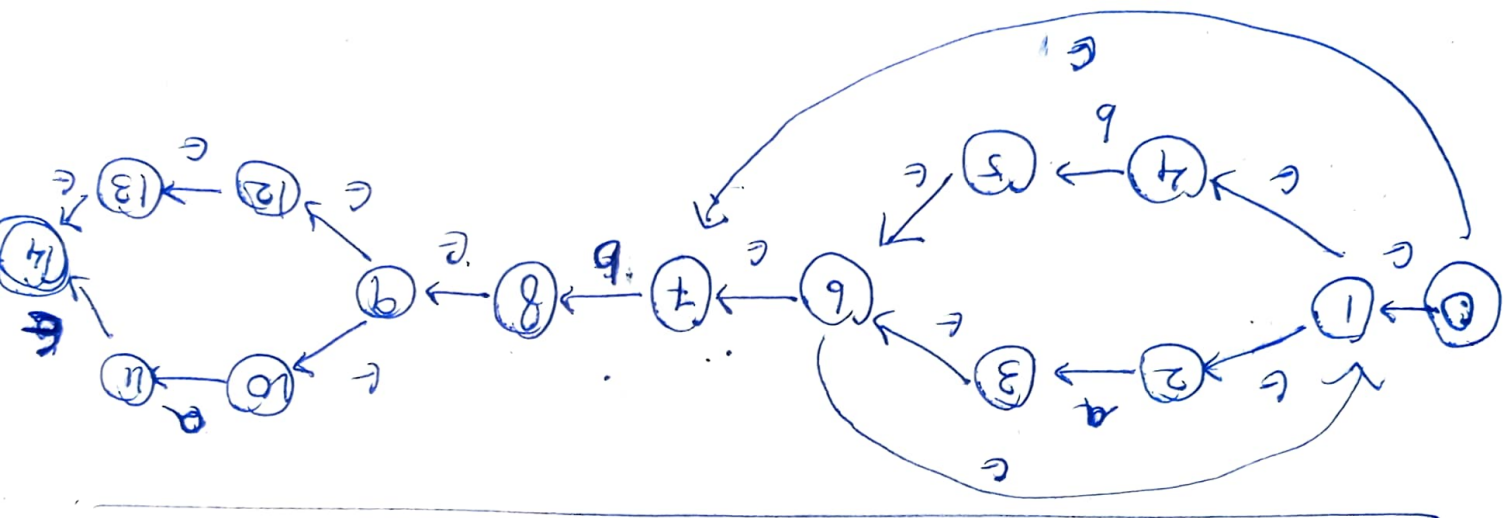 ε
a a
ε 2 3 ε 10 11
ε
0 1 6 7 b 8 9 14
ε ε ε
ε 4 5 ε ε 12 13 ε
b ε
ε